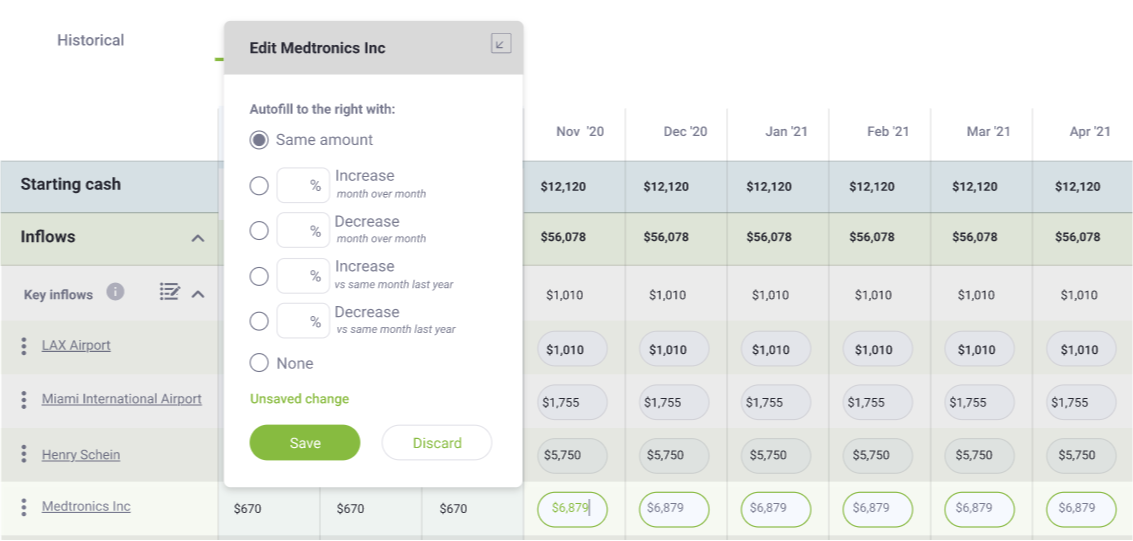 Historical
Edit Medtronics Inc
Autofill to the right with:
Same amount
% Increase
month over month
% Decrease
month over month
% Increase
vs same month last year
% Decrease
vs same month last year
None
Unsaved change
Save Discard
Nov '20 Dec '20 Jan '21 Feb '21 Mar '21 Apr '21
Starting cash $12,120 $12,120 $12,120 $12,120 $12,120 $12,120
Inflows $56,078 $56,078 $56,078 $56,078 $56,078 $56,078
Key inflows i $1,010 $1,010 $1,010 $1,010 $1,010 $1,010
LAX Airport $1,010 $1,010 $1,010 $1,010 $1,010 $1,010
Miami International Airport $1,755 $1,755 $1,755 $1,755 $1,755 $1,755
Henry Schein $5,750 $5,750 $5,750 $5,750 $5,750 $5,750
Medtronics Inc $670 $670 $670 $6,879 $6,879 $6,879 $6,879 $6,879 $6,879